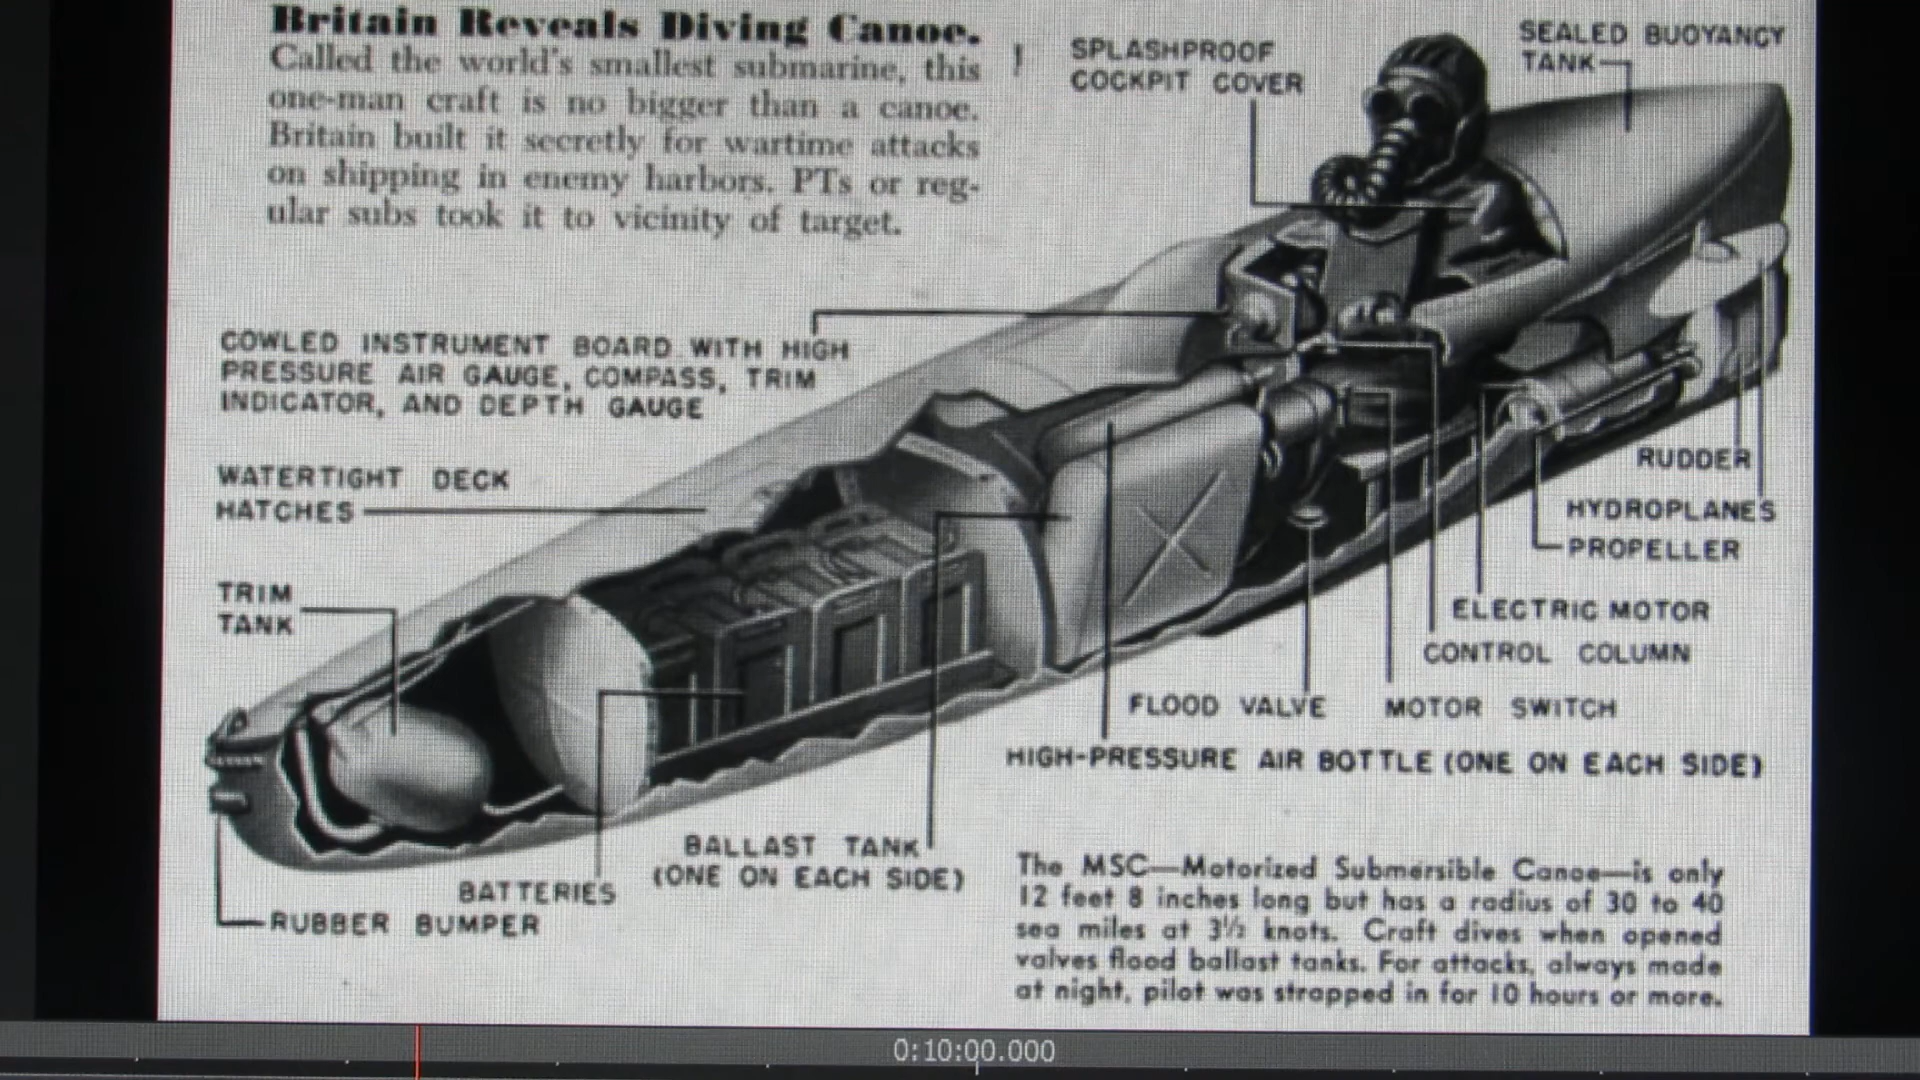 Britain Reveals Diving Canoe.
Called the world's smallest submarine, this
one-man craft is no bigger than a canoe.
Britain built it secretly for wartime attacks
on shipping in enemy harbors. PTs or reg-
ular subs took it to vicinity of target.
SPLASHPROOF
COCKPIT COVER
SEALED BUOYANCY
TANK
COWLED INSTRUMENT BOARD WITH HIGH
PRESSURE AIR GAUGE, COMPASS, TRIM
INDICATOR, AND DEPTH GAUGE
WATERTIGHT DECK
HATCHES
TRIM
TANK
RUDDER
HYDROPLANES
PROPELLER
ELECTRIC MOTOR
CONTROL COLUMN
FLOOD VALVE
MOTOR SWITCH
HIGH-PRESSURE AIR BOTTLE (ONE ON EACH SIDE)
BALLAST TANK
(ONE ON EACH SIDE)
BATTERIES
RUBBER BUMPER
The MSC—Motorized Submersible Canoe—is only
12 feet 8 inches long but has a radius of 30 to 40
sea miles at 3½ knots. Craft dives when opened
valves flood ballast tanks. For attacks, always made
at night, pilot was strapped in for 10 hours or more.
0:10:00.000